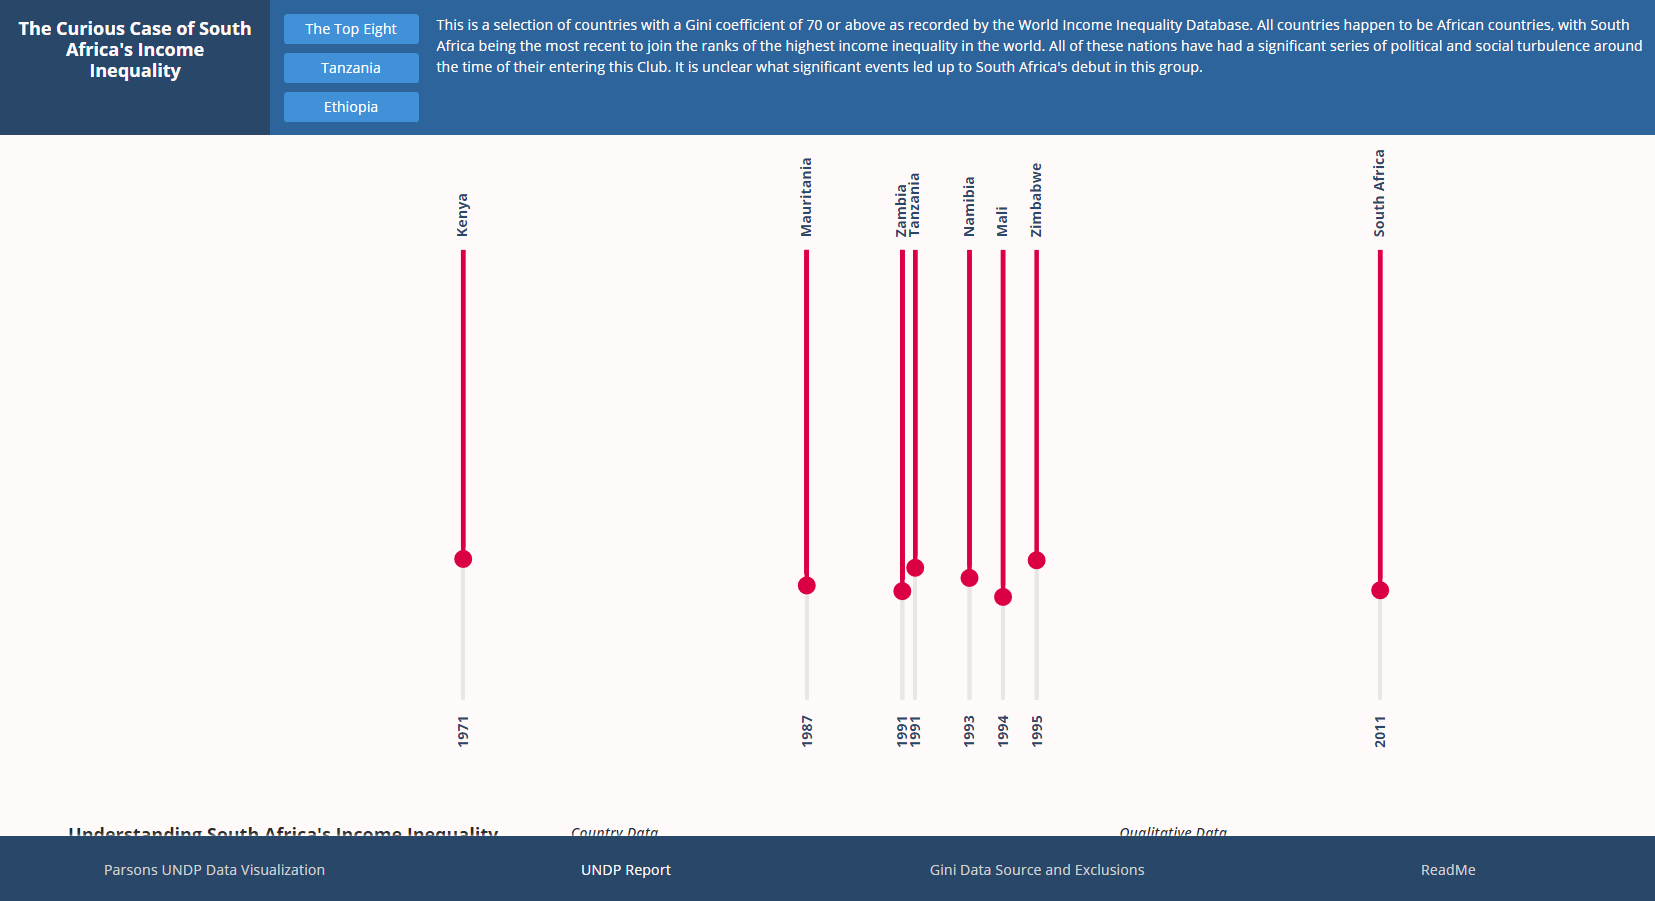 The Curious Case of South
Africa's Income
Inequality
The Top Eight
Tanzania
Ethiopia
This is a selection of countries with a Gini coefficient of 70 or above as recorded by the World Income Inequality Database. All countries happen to be African countries, with South
Africa being the most recent to join the ranks of the highest income inequality in the world. All of these nations have had a significant series of political and social turbulence around
the time of their entering this Club. It is unclear what significant events led up to South Africa's debut in this group.
Kenya
Mauritania
Zambia
Tanzania
Namibia
Mali
Zimbabwe
South Africa
1971
1987
1991
1991
1993
1994
1995
2011
Understanding South Africa's Income Inequality
Country Data
Qualitative Data
Parsons UNDP Data Visualization
UNDP Report
Gini Data Source and Exclusions
ReadMe